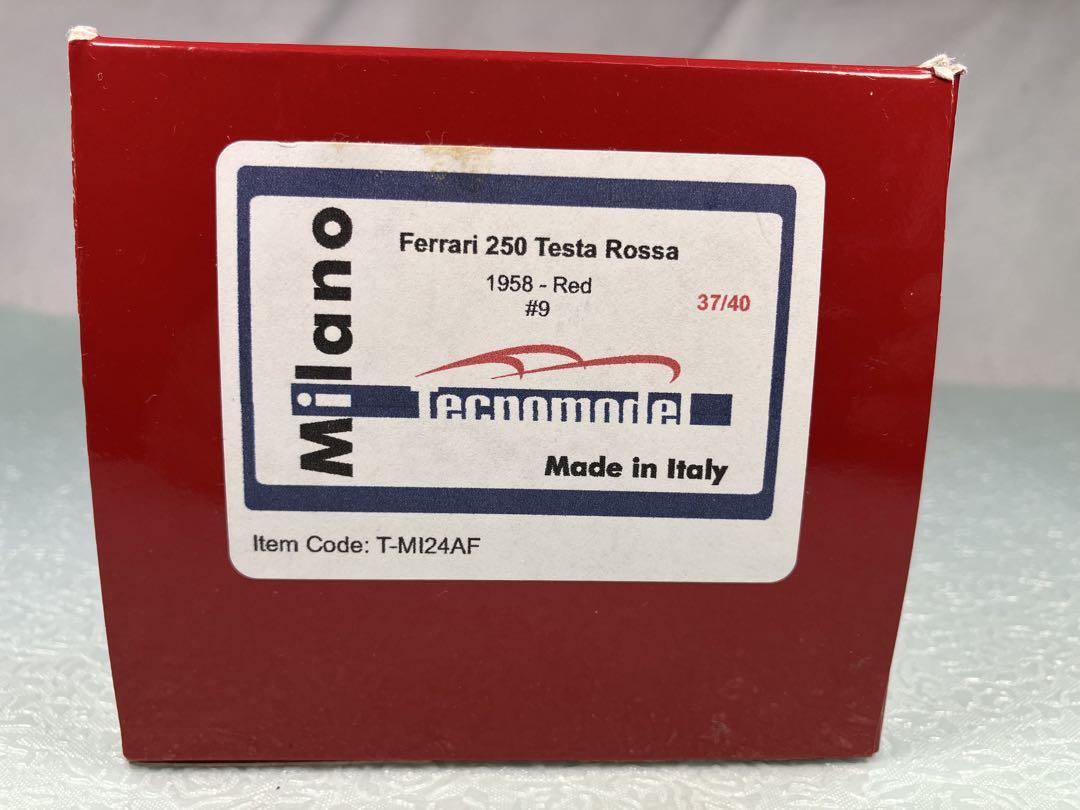 Milano
Ferrari 250 Testa Rossa
1958 - Red
#9
37/40
Tecnomodel
Made in Italy
Item Code: T-MI24AF